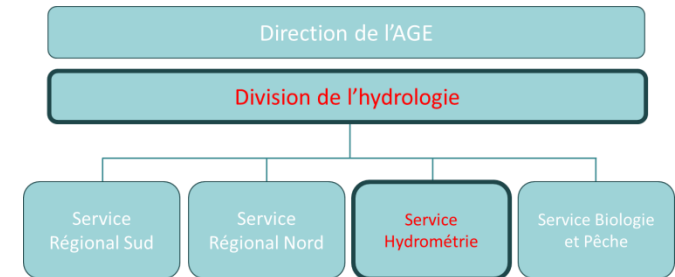 Direction de l'AGE
Division de l'hydrologie
Service
Régional Sud
Service
Régional Nord
Service
Hydrométrie
Service Biologie
et Pêche